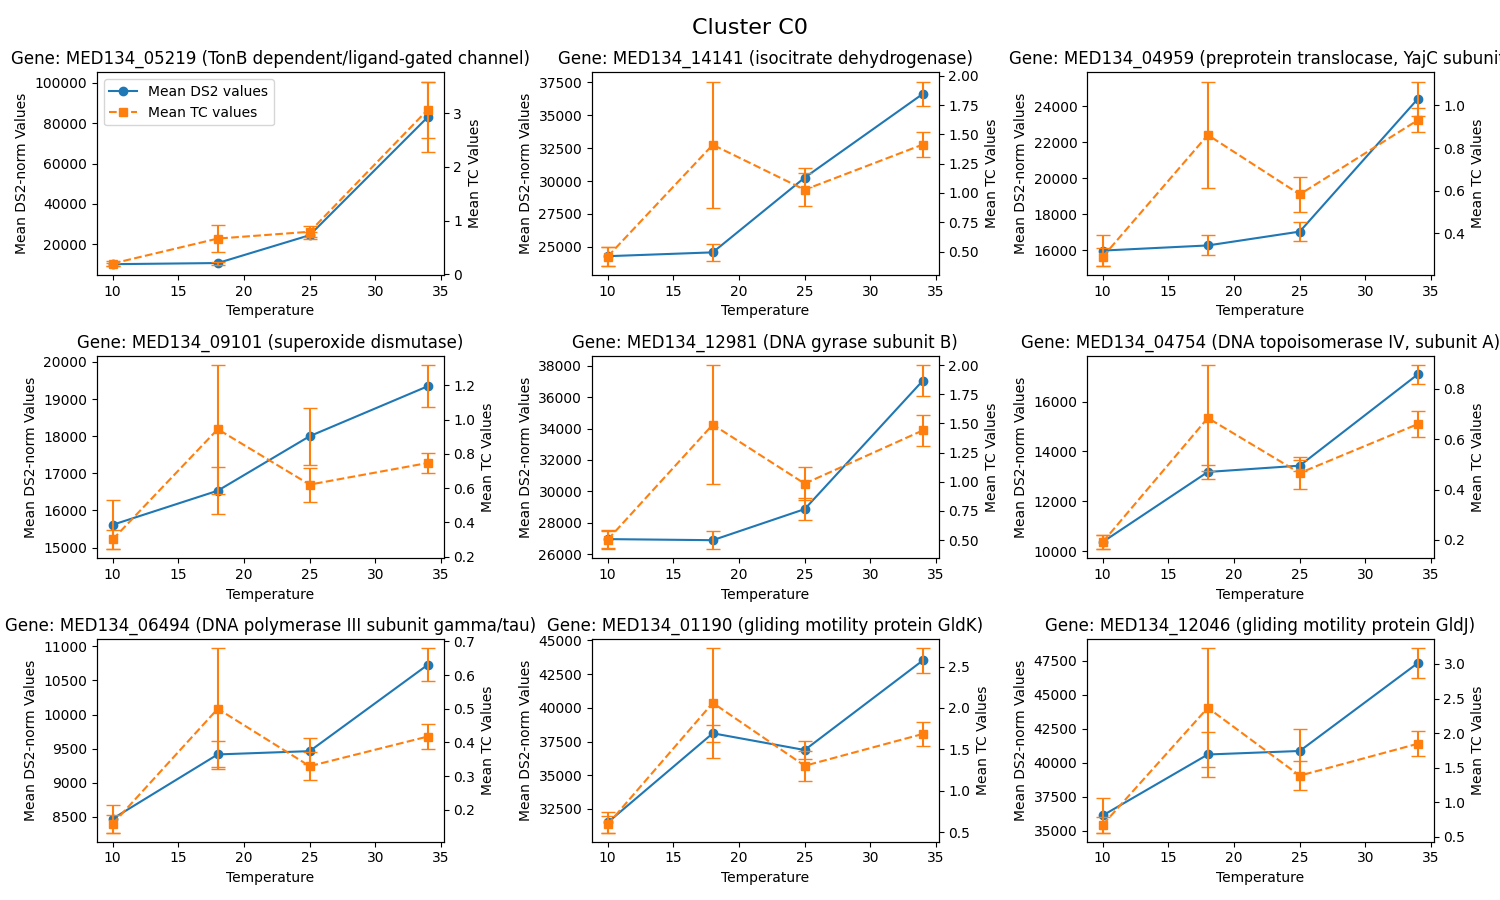 Cluster C0
Gene: MED134_05219 (TonB dependent/ligand-gated channel)
Mean DS2-norm Values
100000
80000
60000
40000
20000
Mean DS2 values
Mean TC values
3
2
1
0
Mean TC Values
10 15 20 25 30 35
Temperature
Gene: MED134_14141 (isocitrate dehydrogenase)
Mean DS2-norm Values
37500
35000
32500
30000
27500
25000
2.00
1.75
1.50
1.25
1.00
0.75
0.50
Mean TC Values
10 15 20 25 30 35
Temperature
Gene: MED134_04959 (preprotein translocase, YajC subunit
Mean DS2-norm Values
24000
22000
20000
18000
16000
1.0
0.8
0.6
0.4
Mean TC Values
10 15 20 25 30 35
Temperature
Gene: MED134_09101 (superoxide dismutase)
Mean DS2-norm Values
20000
19000
18000
17000
16000
15000
1.2
1.0
0.8
0.6
0.4
0.2
Mean TC Values
10 15 20 25 30 35
Temperature
Gene: MED134_12981 (DNA gyrase subunit B)
Mean DS2-norm Values
38000
36000
34000
32000
30000
28000
26000
2.00
1.75
1.50
1.25
1.00
0.75
0.50
Mean TC Values
10 15 20 25 30 35
Temperature
Gene: MED134_04754 (DNA topoisomerase IV, subunit A)
Mean DS2-norm Values
16000
14000
12000
10000
0.8
0.6
0.4
0.2
Mean TC Values
10 15 20 25 30 35
Temperature
Gene: MED134_06494 (DNA polymerase III subunit gamma/tau)
Mean DS2-norm Values
11000
10500
10000
9500
9000
8500
0.7
0.6
0.5
0.4
0.3
0.2
Mean TC Values
10 15 20 25 30 35
Temperature
Gene: MED134_01190 (gliding motility protein GldK)
Mean DS2-norm Values
45000
42500
40000
37500
35000
32500
2.5
2.0
1.5
1.0
0.5
Mean TC Values
10 15 20 25 30 35
Temperature
Gene: MED134_12046 (gliding motility protein GldJ)
Mean DS2-norm Values
47500
45000
42500
40000
37500
35000
3.0
2.5
2.0
1.5
1.0
0.5
Mean TC Values
10 15 20 25 30 35
Temperature